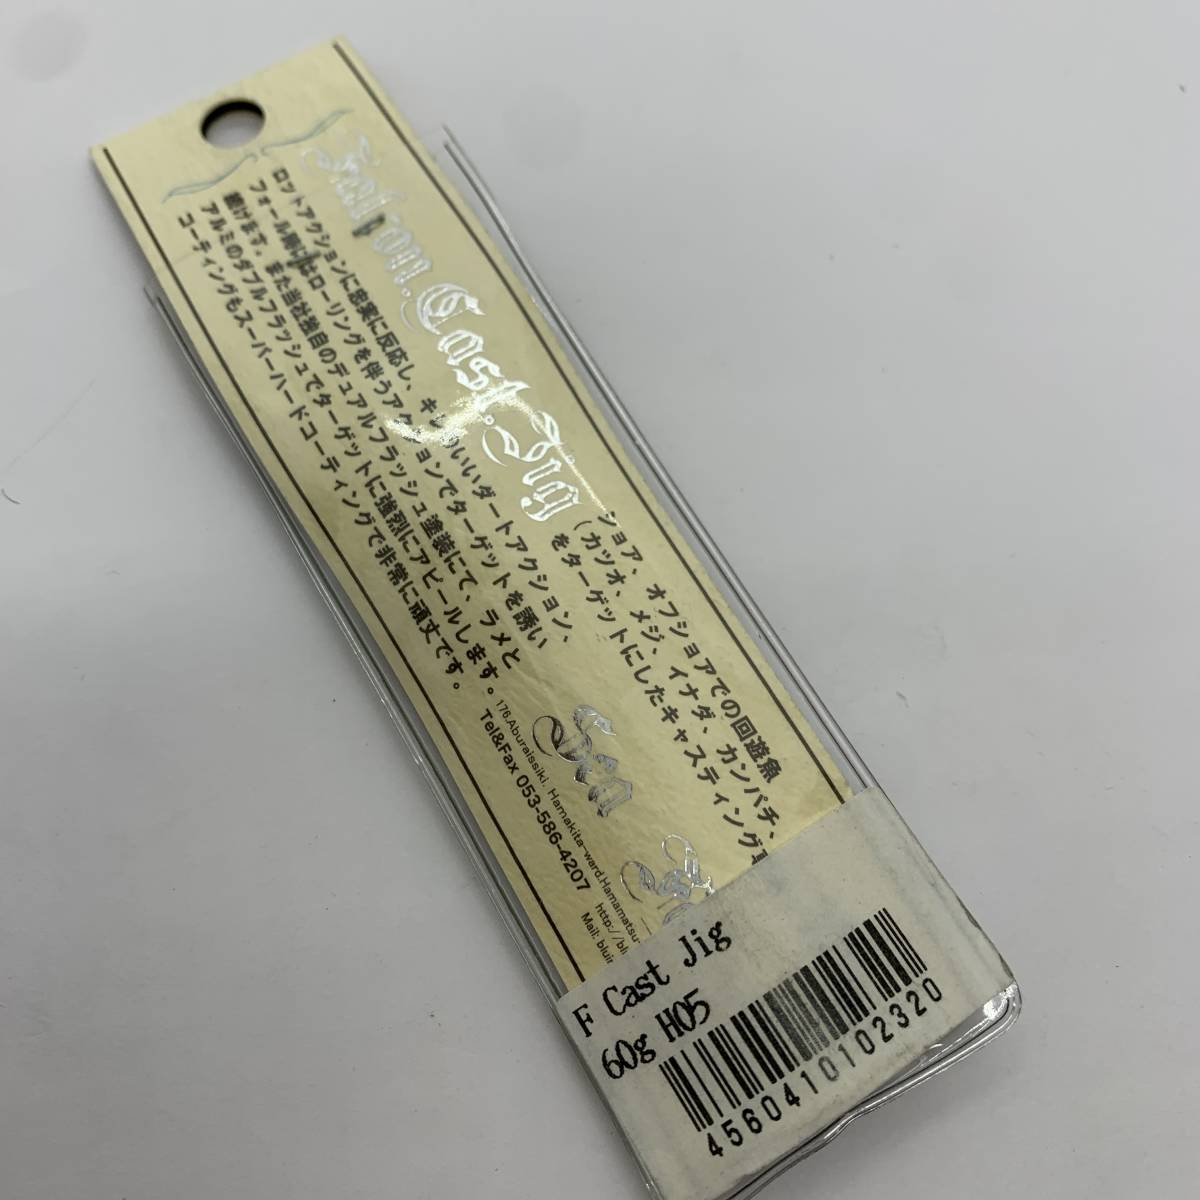 Cast.Jig
ショア、オフショアでの回遊魚
(カツオ、メジ、イナダ、カンパチ、
をターゲットにしたキャスティング
ロットアクションに忠実に反応し、キレのいいダートアクション、
フォール時にはローリングを伴うアクションでターゲットを誘い
続けます。また当社独自のデュアルフラッシュ塗装にて、ラメと
アルミのダブルフラッシュでターゲットに強烈にアピールします。
コーティングもスーパーハードコーティングで非常に頑丈です。
176,Aburaissiki, Hamakita-ward,Hamamatsu-
Tel&Fax 053-586-4207
http://bl
Mail: bluin
F Cast Jig
60g H05
4560410102320